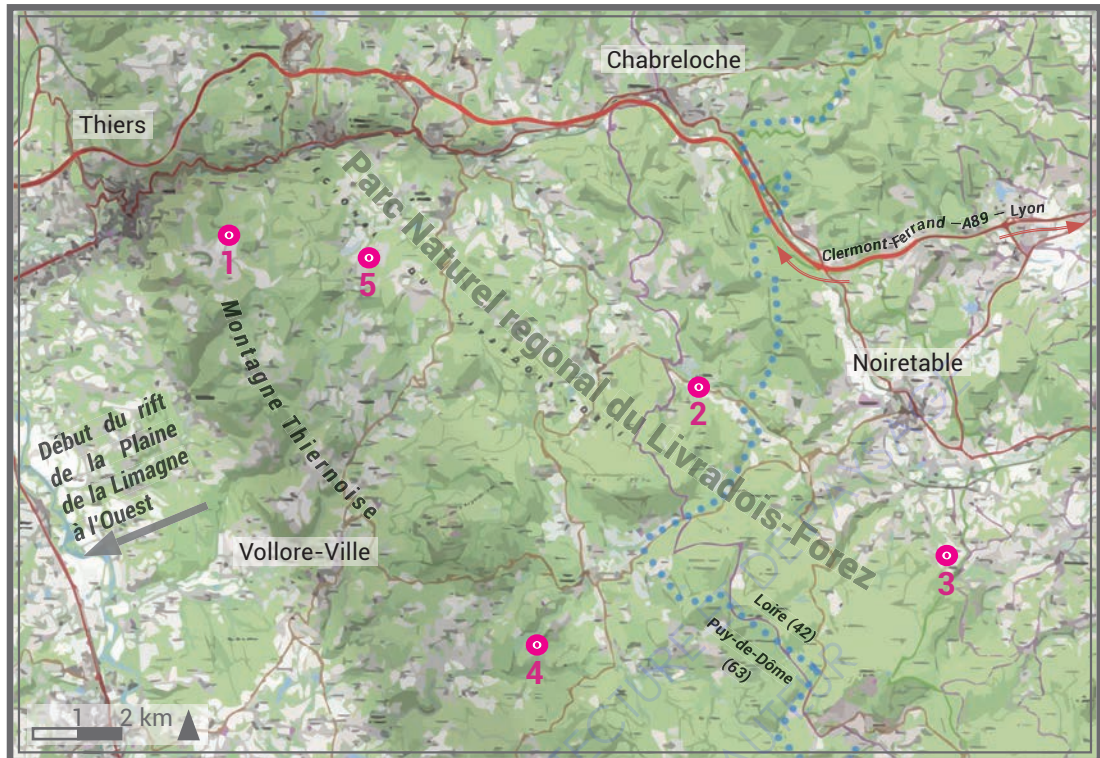 Chabreloche
Thiers
Parc Naturel régonal du Livradois-Forez
Clermont-Ferrand –A89 – Lyon
1
5
Montagne Thiernoise
Noiretable
2
Début du rift
de la Plaine
de la Limagne
à l'Ouest
Vollore-Ville
3
Loire (42)
Puy-de-Dôme
(63)
4
1 2 km